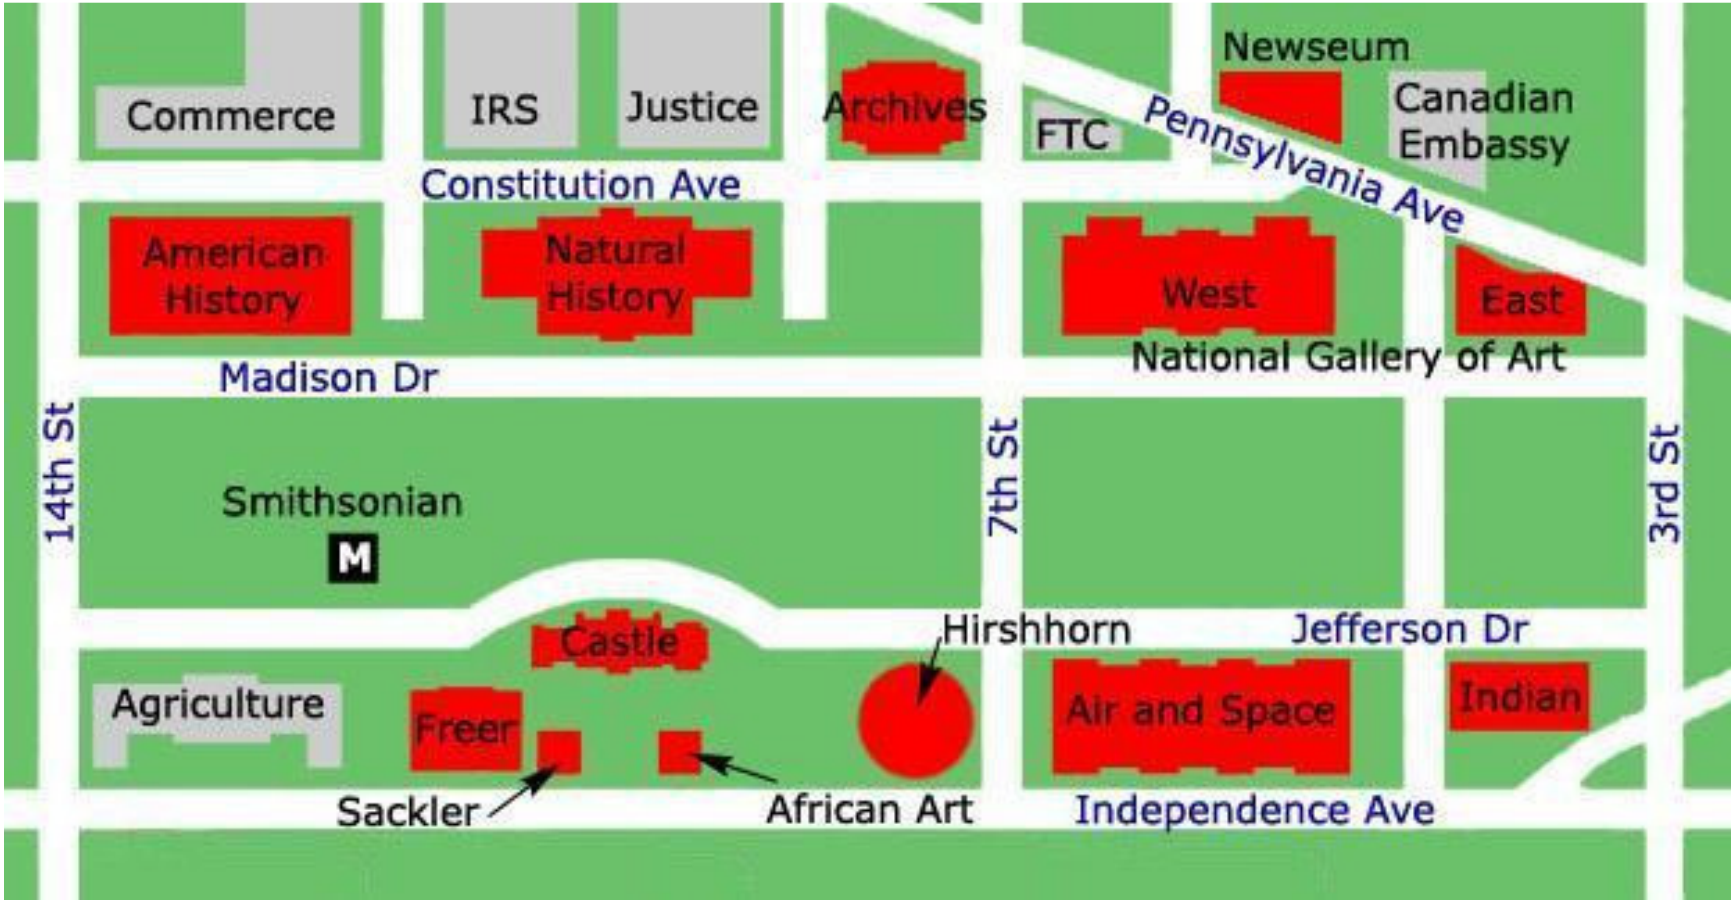 Newseum
Commerce
IRS
Justice
Archives
FTC
Pennsylvania Ave
Canadian
Embassy
Constitution Ave
American
History
Natural
History
West
East
National Gallery of Art
Madison Dr
14th St
7th St
3rd St
Smithsonian
M
Castle
Hirshhorn
Jefferson Dr
Agriculture
Freer
Air and Space
Indian
Sackler
African Art
Independence Ave